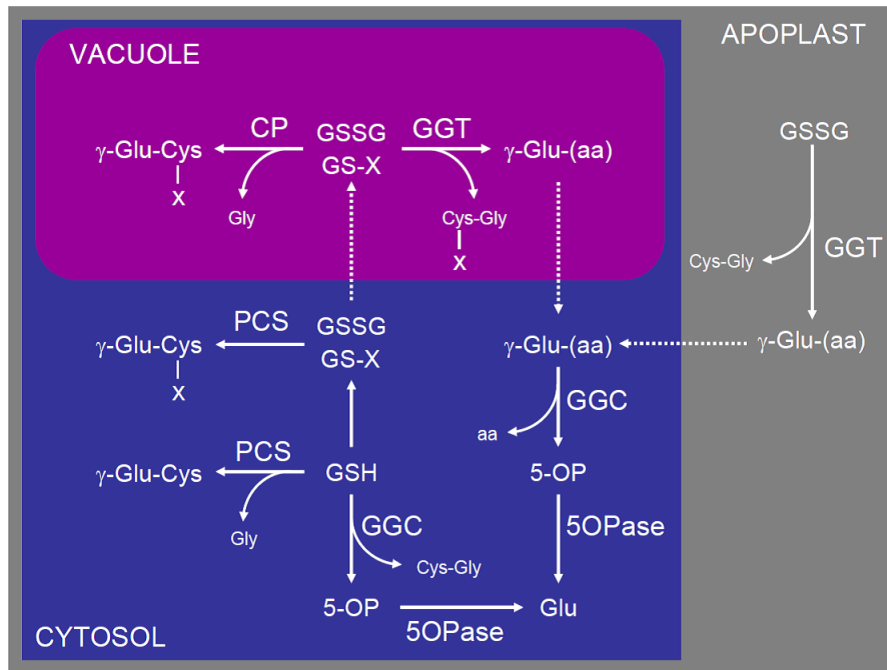 VACUOLE
APOPLAST
CP
GSSG
GS-X
GGT
γ-Glu-Cys
X
Gly
γ-Glu-(aa)
Cys-Gly
X
GSSG
GGT
Cys-Gly
γ-Glu-(aa)
PCS
γ-Glu-Cys
X
GSSG
GS-X
γ-Glu-(aa)
GGC
aa
PCS
γ-Glu-Cys
GSH
Gly
5-OP
GGC
Cys-Gly
5OPase
5-OP
5OPase
Glu
CYTOSOL